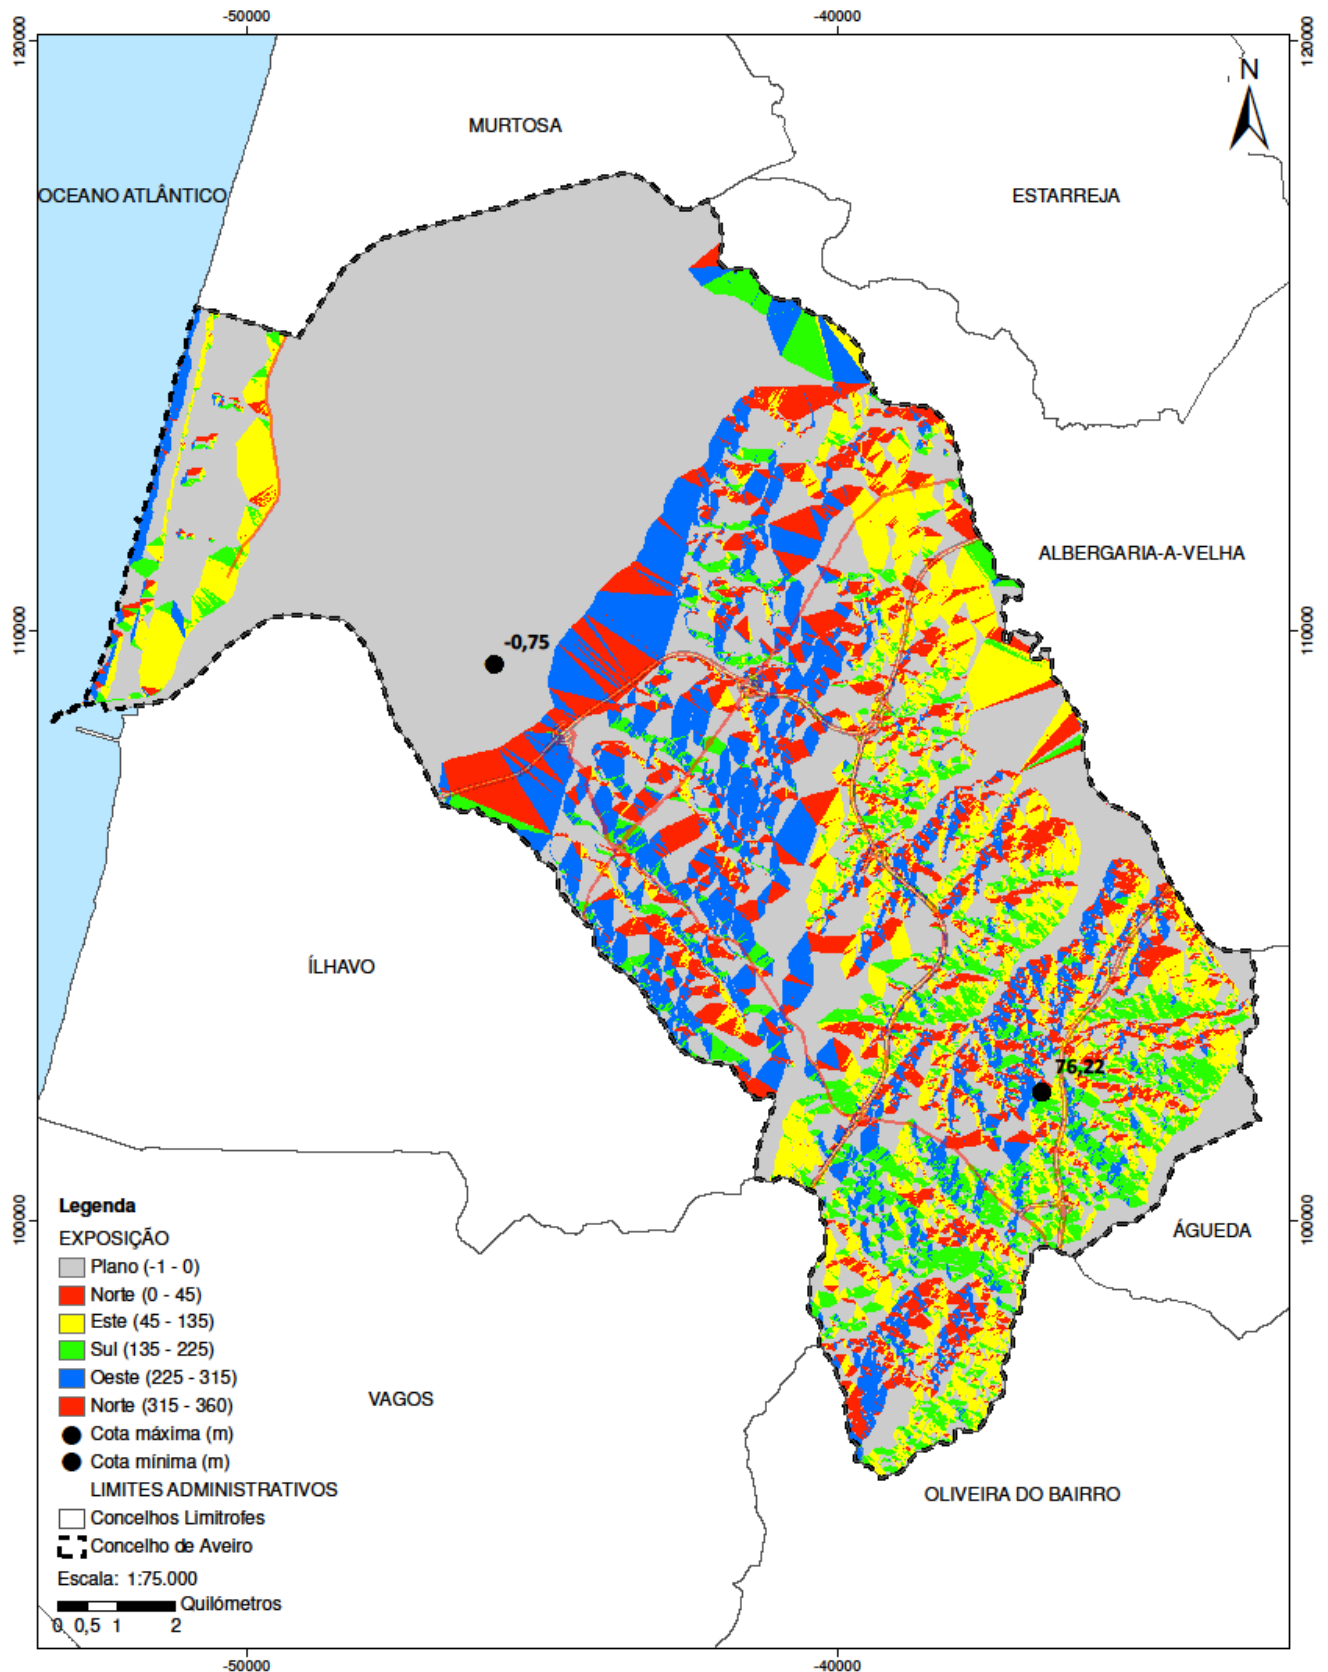 -50000
-40000
120000
120000
N
MURTOSA
OCEANO ATLÂNTICO
ESTARREJA
ALBERGARIA-A-VELHA
110000
-0,75
110000
ÍLHAVO
76,22
Legenda
EXPOSIÇÃO
Plano (-1 - 0)
Norte (0 - 45)
Este (45 - 135)
Sul (135 - 225)
Oeste (225 - 315)
Norte (315 - 360)
Cota máxima (m)
Cota mínima (m)
LIMITES ADMINISTRATIVOS
Concelhos Limitrofes
Concelho de Aveiro
Escala: 1:75.000
Quilómetros
0 0,5 1 2
100000
100000
ÁGUEDA
VAGOS
OLIVEIRA DO BAIRRO
-50000
-40000